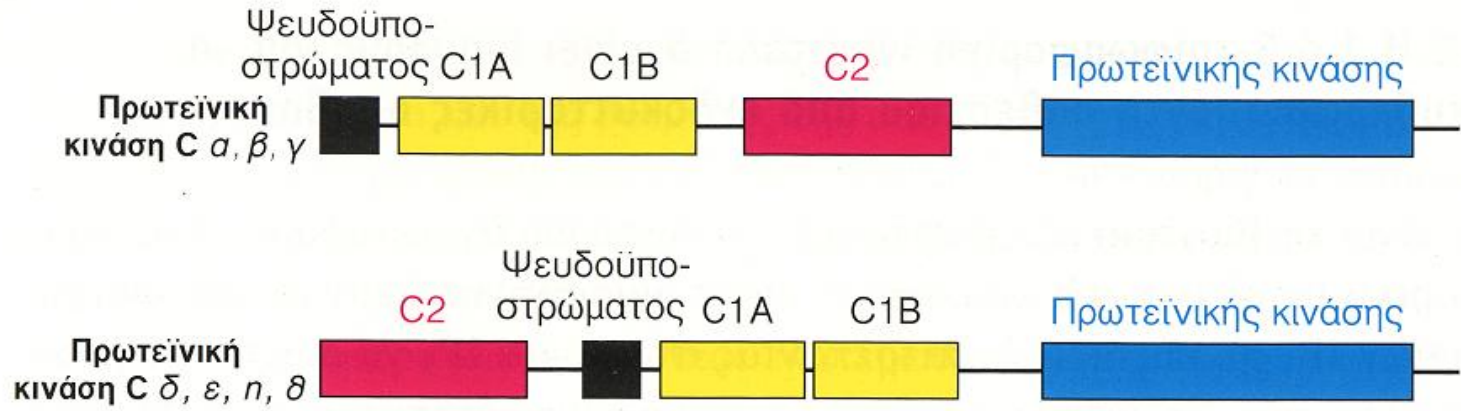 Ψευδοϋπο-
στρώματος C1A C1B C2 Πρωτεϊνικής κινάσης
Πρωτεϊνική
κινάση C α, β, γ
Ψευδοϋπο-
C2 στρώματος C1A C1B Πρωτεϊνικής κινάσης
Πρωτεϊνική
κινάση C δ, ε, n, θ